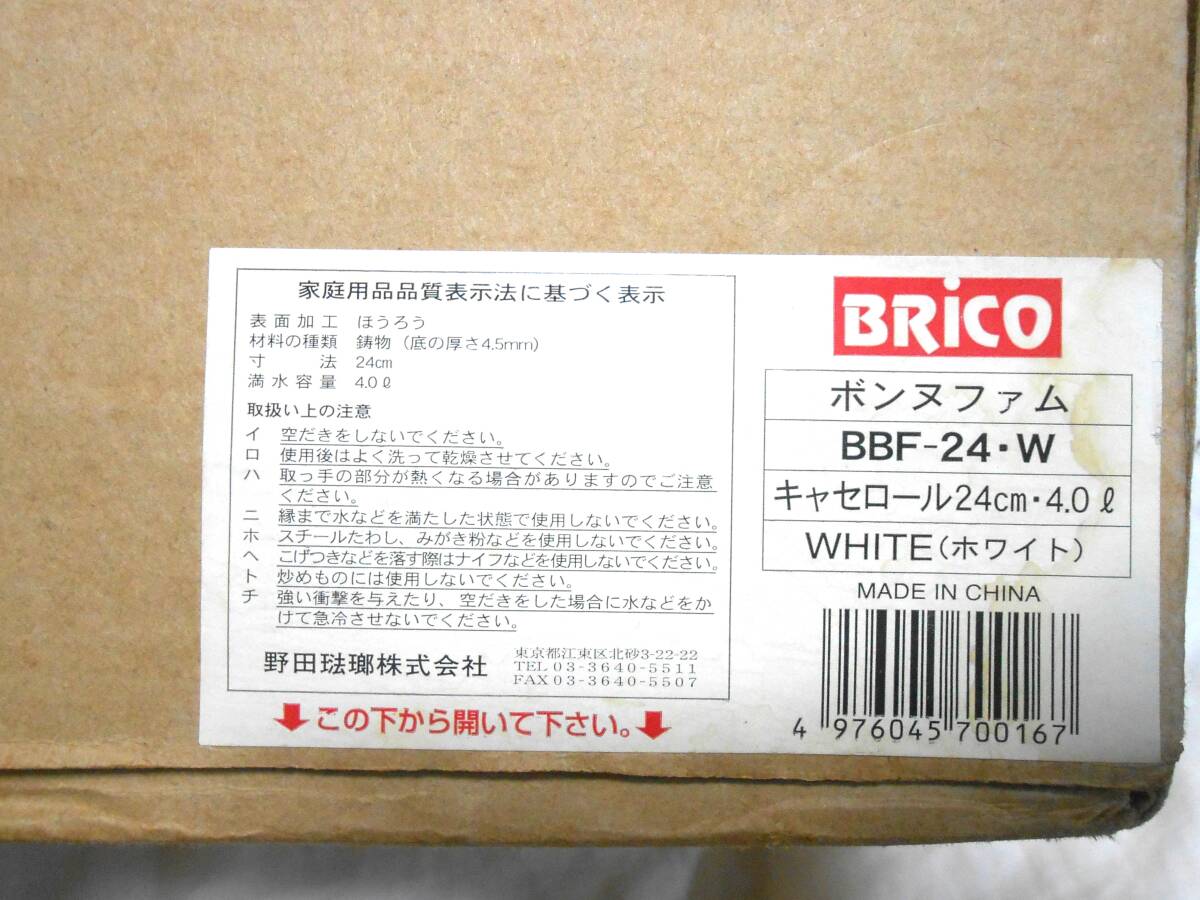 家庭用品品質表示法に基づく表示
表面加工 ほうろう
材料の種類 鋳物（底の厚さ4.5mm）
寸法 24cm
満水容量 4.0ℓ
取扱い上の注意
イ 空だきをしないでください。
ロ 使用後はよく洗って乾燥させてください。
ハ 取っ手の部分が熱くなる場合がありますのでご注意
ください。
ニ 縁まで水などを満たした状態で使用しないでください。
ホ スチールたわし、みがき粉などを使用しないでください。
ヘ こげつきなどを落す際はナイフなどを使用しないでください。
ト 炒めものには使用しないでください。
チ 強い衝撃を与えたり、空だきをした場合に水などをか
けて急冷させないでください。
野田琺瑯株式会社
東京都江東区北砂3-22-22
TEL 03-3640-5511
FAX 03-3640-5507
この下から開いて下さい。
BRiCO
ボンヌファム
BBF-24・W
キャセロール24cm・4.0ℓ
WHITE（ホワイト）
MADE IN CHINA
4 976045 700167